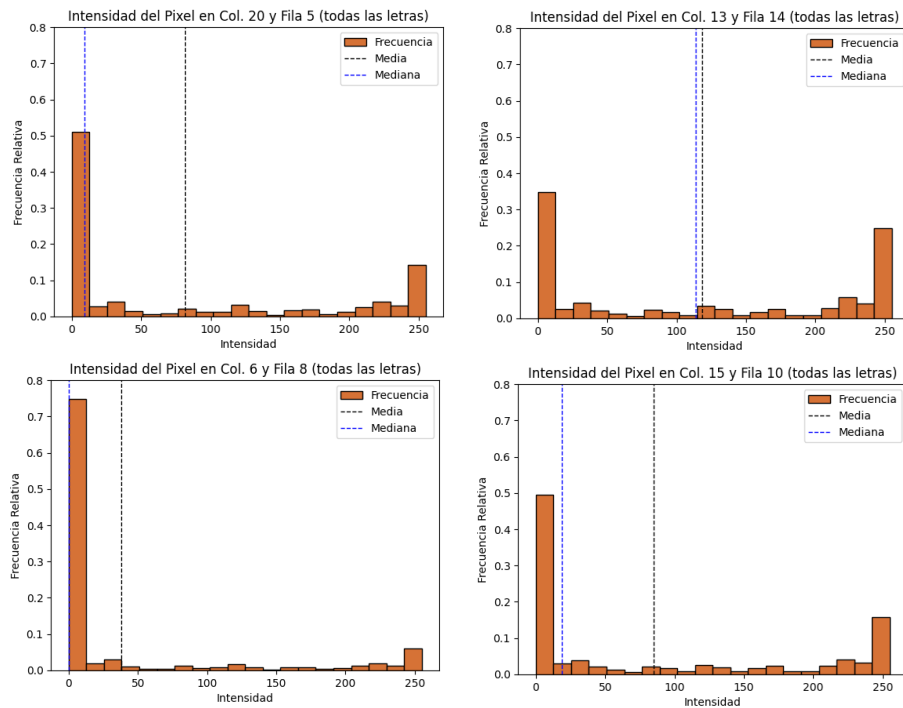 Intensidad del Pixel en Col. 20 y Fila 5 (todas las letras)
Frecuencia
Media
Mediana
Frecuencia Relativa
0.8
0.7
0.6
0.5
0.4
0.3
0.2
0.1
0.0
0 50 100 150 200 250
Intensidad
Intensidad del Pixel en Col. 13 y Fila 14 (todas las letras)
Frecuencia
Media
Mediana
Frecuencia Relativa
0.8
0.7
0.6
0.5
0.4
0.3
0.2
0.1
0.0
0 50 100 150 200 250
Intensidad
Intensidad del Pixel en Col. 6 y Fila 8 (todas las letras)
Frecuencia
Media
Mediana
Frecuencia Relativa
0.8
0.7
0.6
0.5
0.4
0.3
0.2
0.1
0.0
0 50 100 150 200 250
Intensidad
Intensidad del Pixel en Col. 15 y Fila 10 (todas las letras)
Frecuencia
Media
Mediana
Frecuencia Relativa
0.8
0.7
0.6
0.5
0.4
0.3
0.2
0.1
0.0
0 50 100 150 200 250
Intensidad